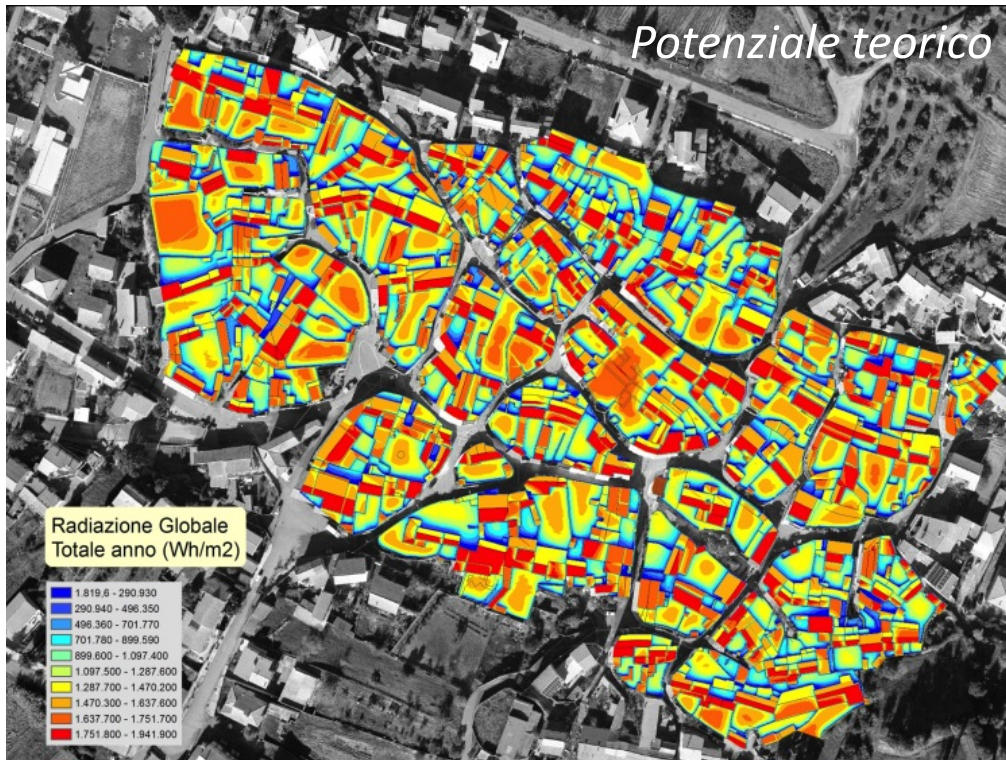 Potenziale teorico
Radiazione Globale
Totale anno (Wh/m2)
1.819,6 - 290.930
290.940 - 496.350
496.360 - 701.770
701.780 - 899.590
899.600 - 1.097.400
1.097.500 - 1.287.600
1.287.700 - 1.470.200
1.470.300 - 1.637.600
1.637.700 - 1.751.700
1.751.800 - 1.941.900